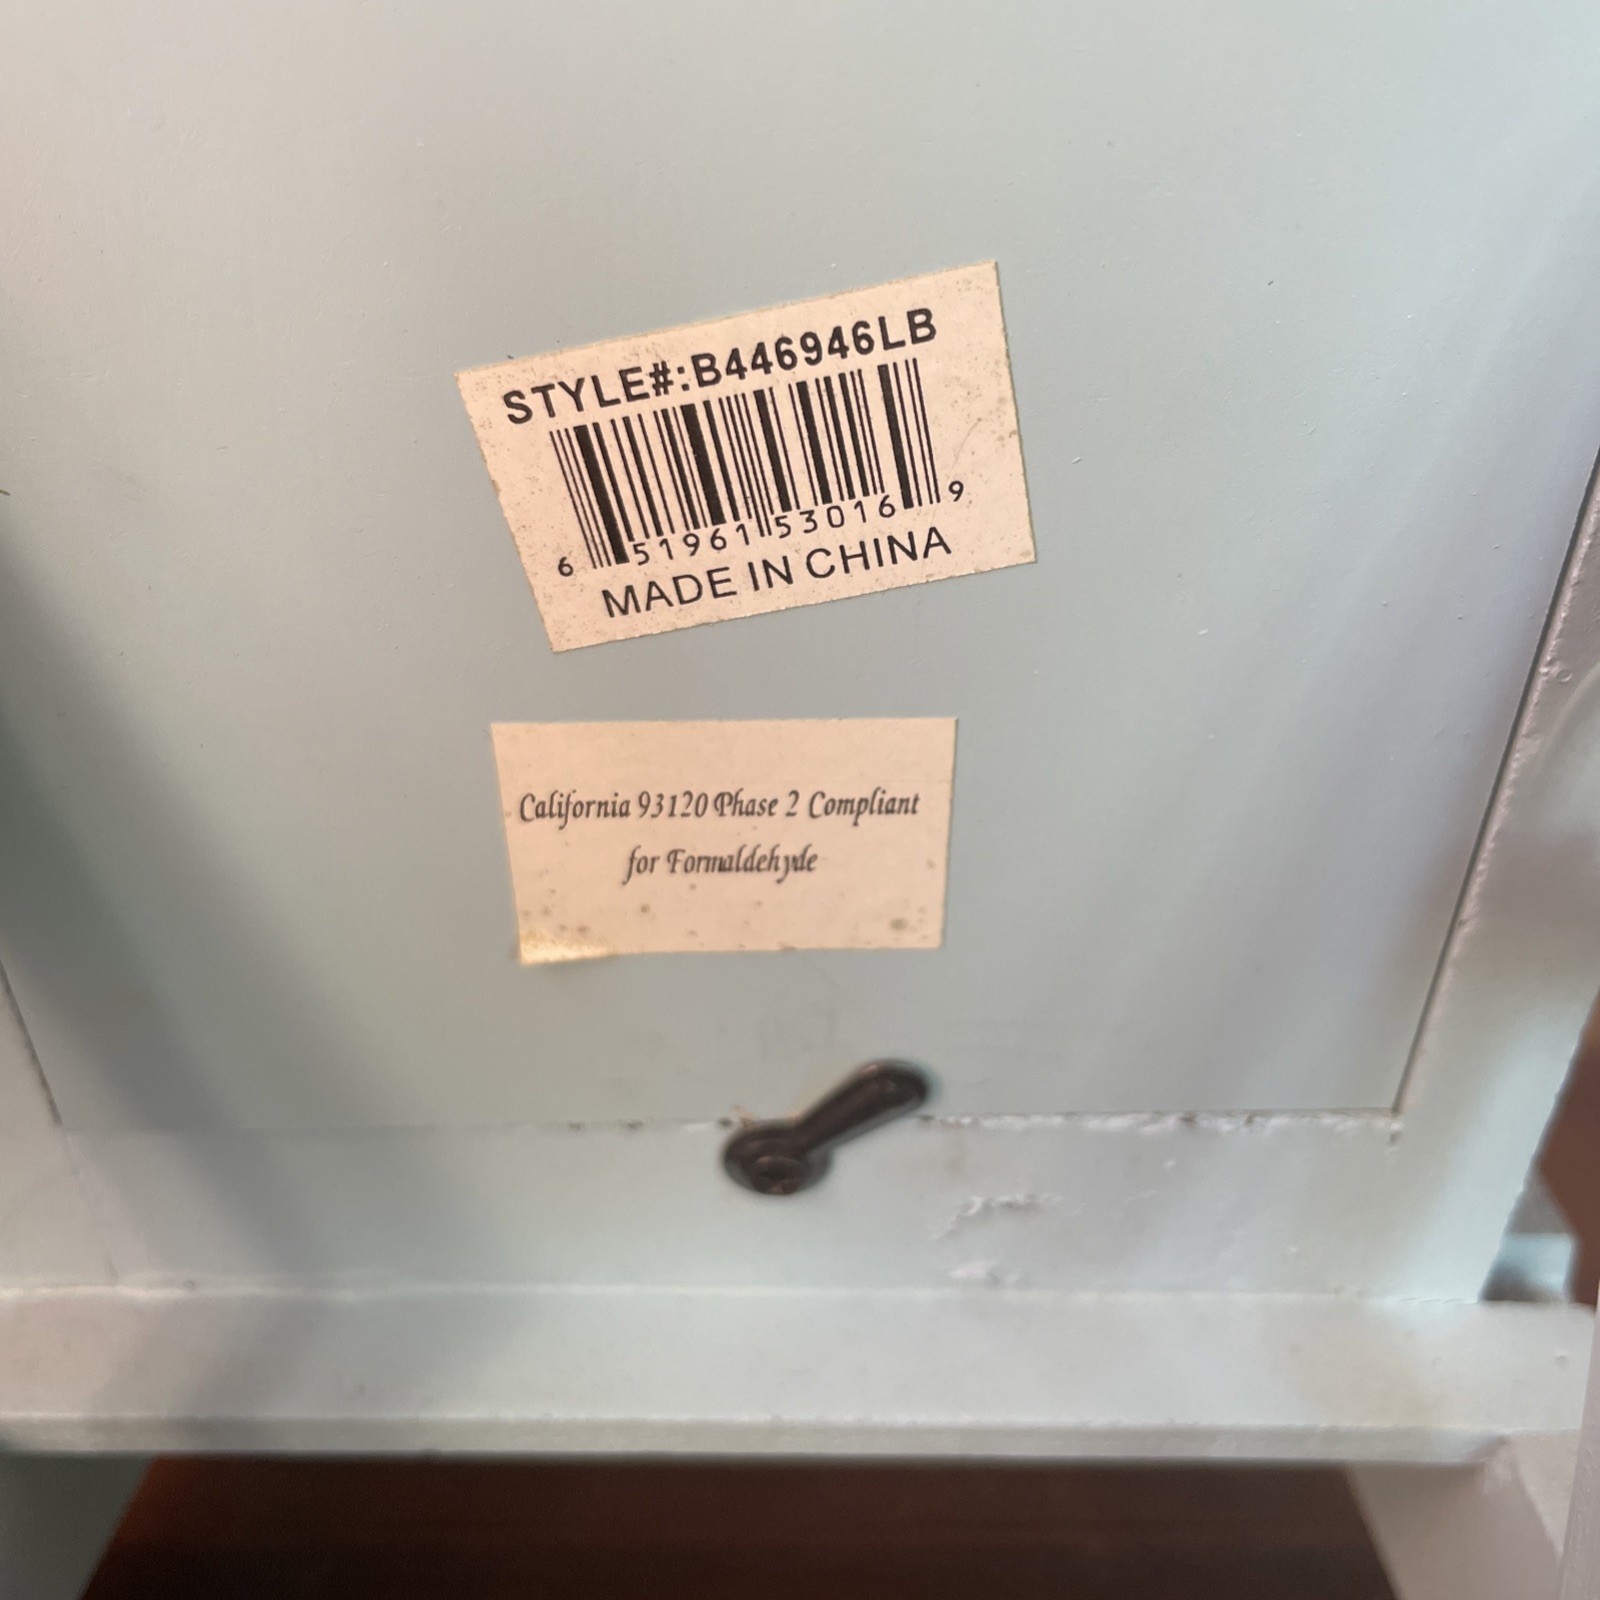 STYLE#:B446946LB
6 51961 53016 9
MADE IN CHINA
California 93120 Phase 2 Compliant
for Formaldehyde